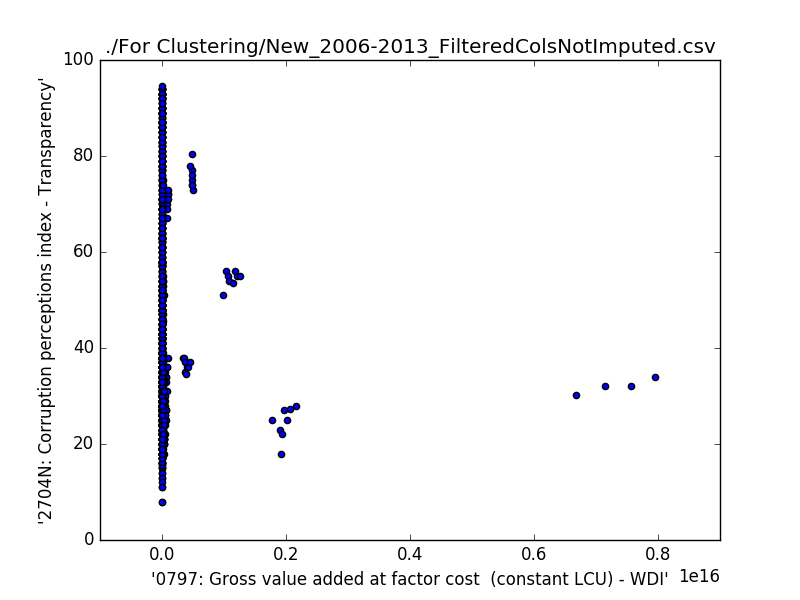 ./For Clustering/New_2006-2013_FilteredColsNotImputed.csv
100
80
60
40
20
0
'2704N: Corruption perceptions index - Transparency'
0.0 0.2 0.4 0.6 0.8
1e16
'0797: Gross value added at factor cost  (constant LCU) - WDI'